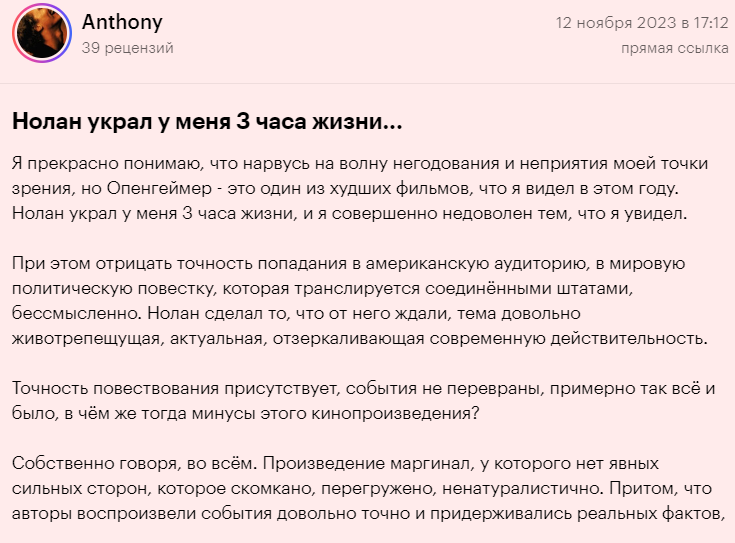 Anthony
12 ноября 2023 в 17:12
39 рецензий
прямая ссылка
Нолан украл у меня 3 часа жизни...
Я прекрасно понимаю, что нарвусь на волну негодования и неприятия моей точки
зрения, но Опенгеймер - это один из худших фильмов, что я видел в этом году.
Нолан украл у меня 3 часа жизни, и я совершенно недоволен тем, что я увидел.
При этом отрицать точность попадания в американскую аудиторию, в мировую
политическую повестку, которая транслируется соединёнными штатами,
бессмысленно. Нолан сделал то, что от него ждали, тема довольно
животрепещущая, актуальная, отзеркаливающая современную действительность.
Точность повествования присутствует, события не перевраны, примерно так всё и
было, в чём же тогда минусы этого кинопроизведения?
Собственно говоря, во всём. Произведение маргинал, у которого нет явных
сильных сторон, которое скомкано, перегружено, ненатуралистично. Притом, что
авторы воспроизвели события довольно точно и придерживались реальных фактов,